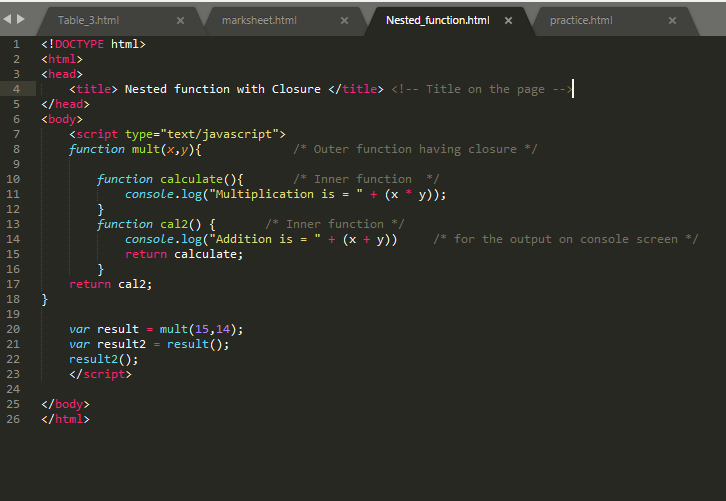 Table_3.html × marksheet.html × Nested_function.html × practice.html ×
1 <!DOCTYPE html>
2 <html>
3 <head>
4 <title> Nested function with Closure </title> <!-- Title on the page -->
5 </head>
6 <body>
7 <script type="text/javascript">
8 function mult(x,y){ /* Outer function having closure */
9
10 function calculate(){ /* Inner function */
11 console.log("Multiplication is = " + (x * y));
12 }
13 function cal2() { /* Inner function */
14 console.log("Addition is = " + (x + y)) /* for the output on console screen */
15 return calculate;
16 }
17 return cal2;
18 }
19
20 var result = mult(15,14);
21 var result2 = result();
22 result2();
23 </script>
24
25 </body>
26 </html>